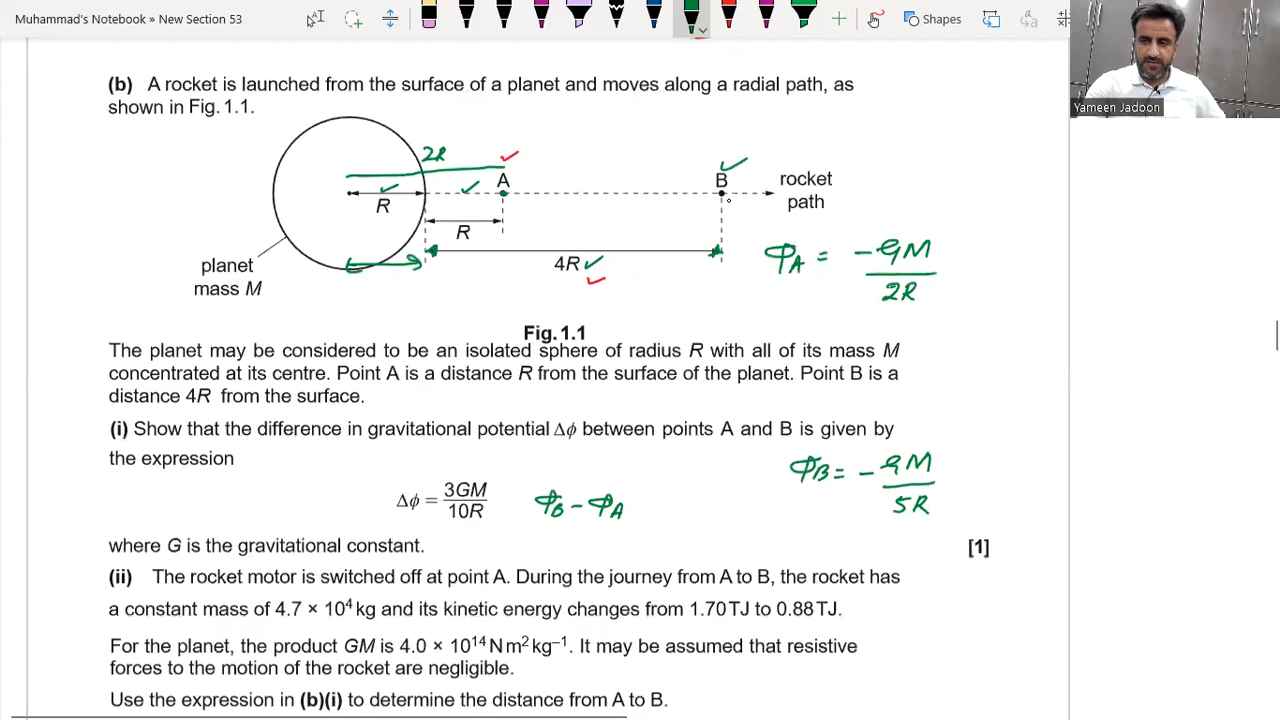 Muhammad's Notebook » New Section 53
Shapes
Yameen Jadoon
(b) A rocket is launched from the surface of a planet and moves along a radial path, as
shown in Fig. 1.1.
2R
A
B
rocket
path
R
R
4R
planet
mass M
ΦA = -GM
2R
Fig. 1.1
The planet may be considered to be an isolated sphere of radius R with all of its mass M
concentrated at its centre. Point A is a distance R from the surface of the planet. Point B is a
distance 4R from the surface.
(i) Show that the difference in gravitational potential Δϕ between points A and B is given by
the expression
ΦB = - GM
5R
Δϕ = 3GM
10R
ΦB - ΦA
where G is the gravitational constant. [1]
(ii) The rocket motor is switched off at point A. During the journey from A to B, the rocket has
a constant mass of 4.7 × 10⁴ kg and its kinetic energy changes from 1.70 TJ to 0.88 TJ.
For the planet, the product GM is 4.0 × 10¹⁴ N m² kg⁻¹. It may be assumed that resistive
forces to the motion of the rocket are negligible.
Use the expression in (b)(i) to determine the distance from A to B.